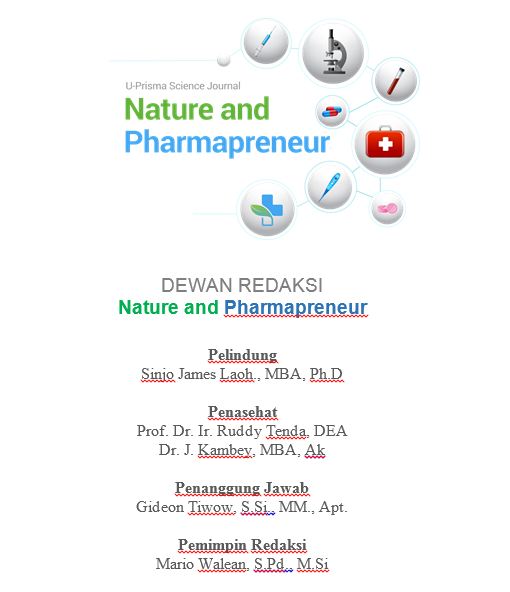 U-Prisma Science Journal
Nature and
Pharmapreneur
DEWAN REDAKSI
Nature and Pharmapreneur
Pelindung
Sinjo James Laoh., MBA, Ph.D
Penasehat
Prof. Dr. Ir. Ruddy Tenda, DEA
Dr. J. Kambey, MBA, Ak
Penanggung Jawab
Gideon Tiwow, S.Si., MM., Apt.
Pemimpin Redaksi
Mario Walean, S.Pd., M.Si